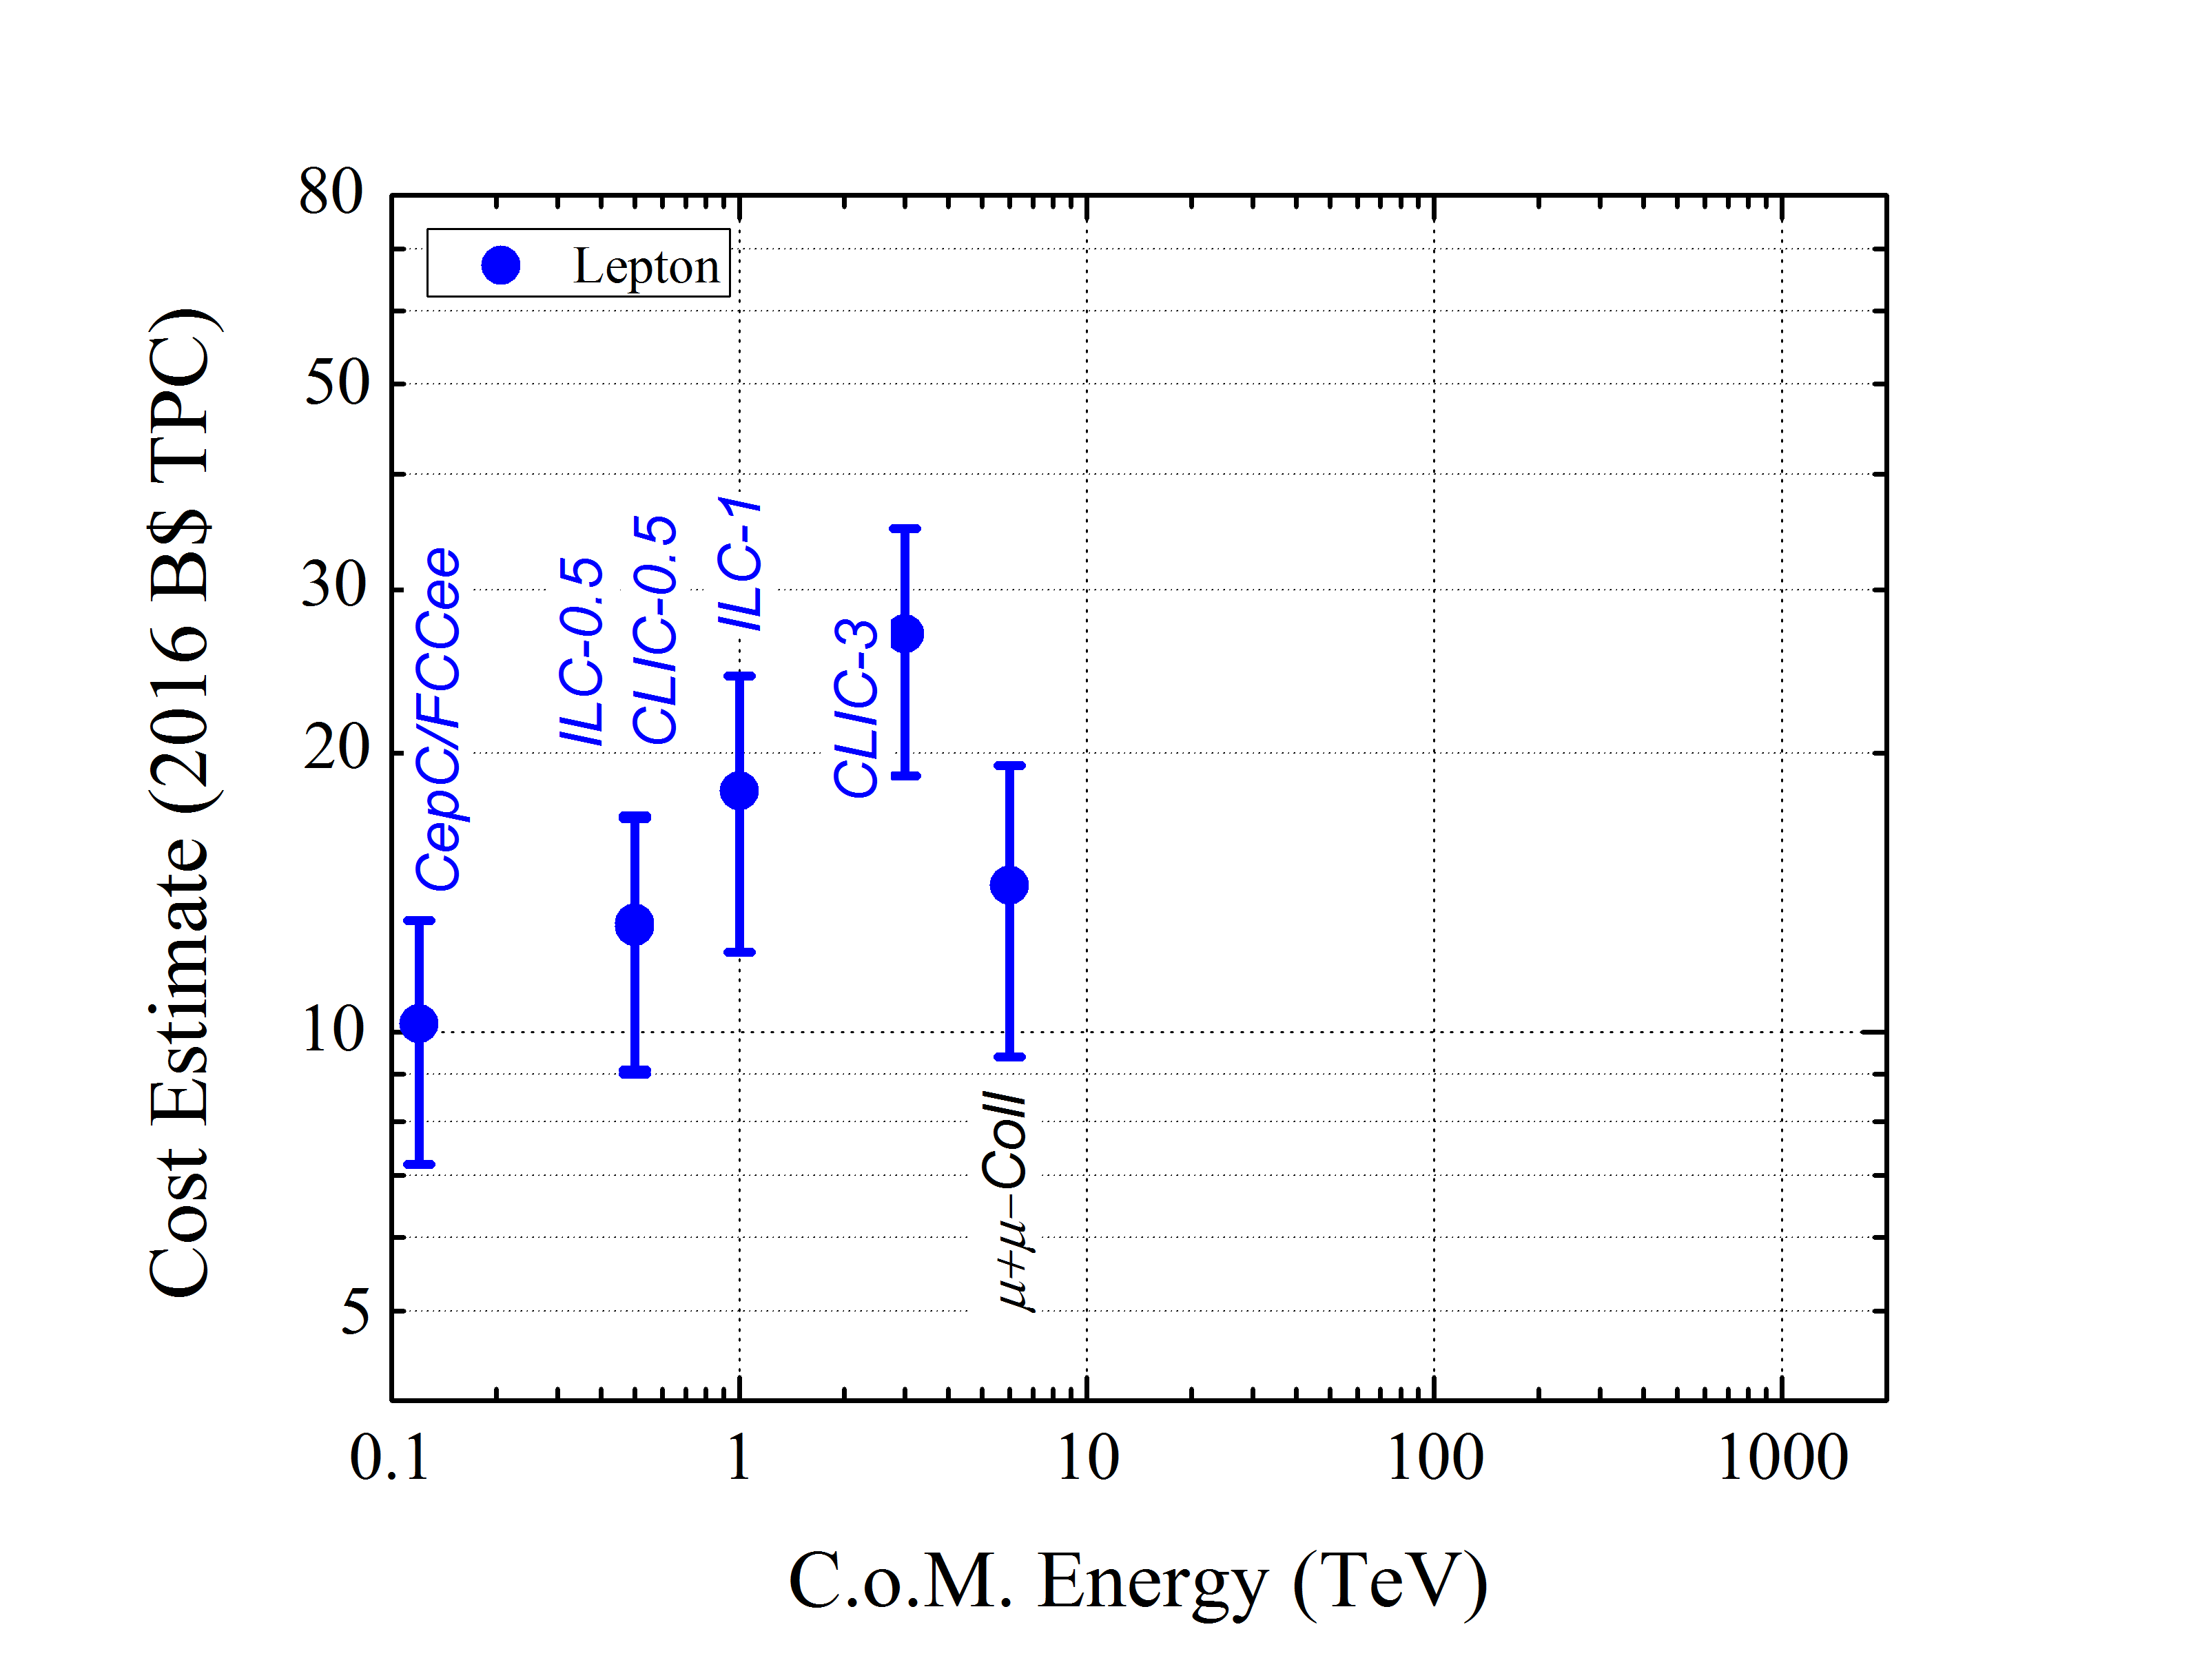 80
50
30
20
10
5
Cost Estimate (2016 B$ TPC)
Lepton
CepC/FCCee
ILC-0.5
CLIC-0.5
ILC-1
CLIC-3
μ+μ−Coll
0.1 1 10 100 1000
C.o.M. Energy (TeV)